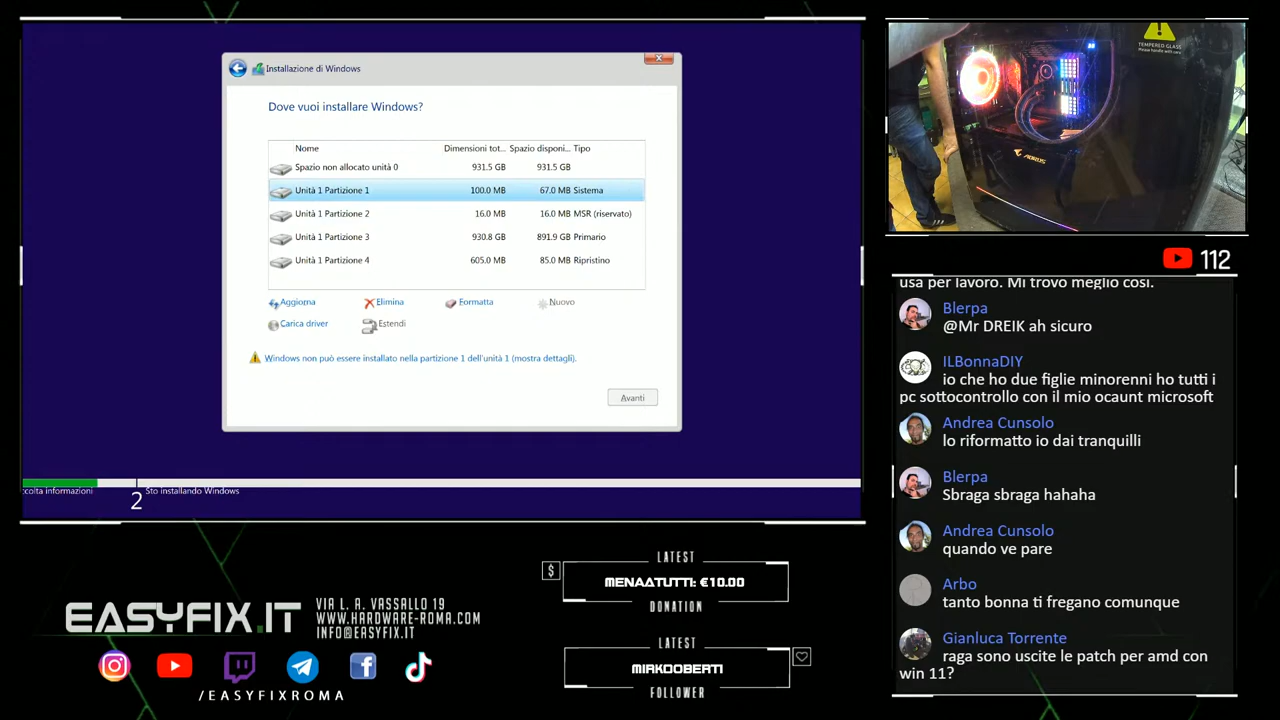 Installazione di Windows
Dove vuoi installare Windows?
Nome Dimensioni tot... Spazio disponi... Tipo
Spazio non allocato unità 0 931.5 GB 931.5 GB
Unità 1 Partizione 1 100.0 MB 67.0 MB Sistema
Unità 1 Partizione 2 16.0 MB 16.0 MB MSR (riservato)
Unità 1 Partizione 3 930.8 GB 891.9 GB Primario
Unità 1 Partizione 4 605.0 MB 85.0 MB Ripristino
Aggiorna Elimina Formatta Nuovo
Carica driver Estendi
Windows non può essere installato nella partizione 1 dell'unità 1 (mostra dettagli).
Avanti
colta informazioni
2 Sto installando Windows
TEMPERED GLASS
Please handle with care.
AORUS
112
usa per lavoro. Mi trovo meglio così.
Blerpa
@Mr DREIK ah sicuro
ILBonnaDIY
io che ho due figlie minorenni ho tutti i
pc sottocontrollo con il mio ocaunt microsoft
Andrea Cunsolo
lo riformatto io dai tranquilli
Blerpa
Sbraga sbraga hahaha
Andrea Cunsolo
quando ve pare
Arbo
tanto bonna ti fregano comunque
Gianluca Torrente
raga sono uscite le patch per amd con
win 11?
EASYFIX.IT
VIA L. A. VASSALLO 19
WWW.HARDWARE-ROMA.COM
INFO@EASYFIX.IT
/EASYFIXROMA
LATEST
$
MENAATUTTI: €10.00
DONATION
LATEST
MIRKOOBERTI
FOLLOWER